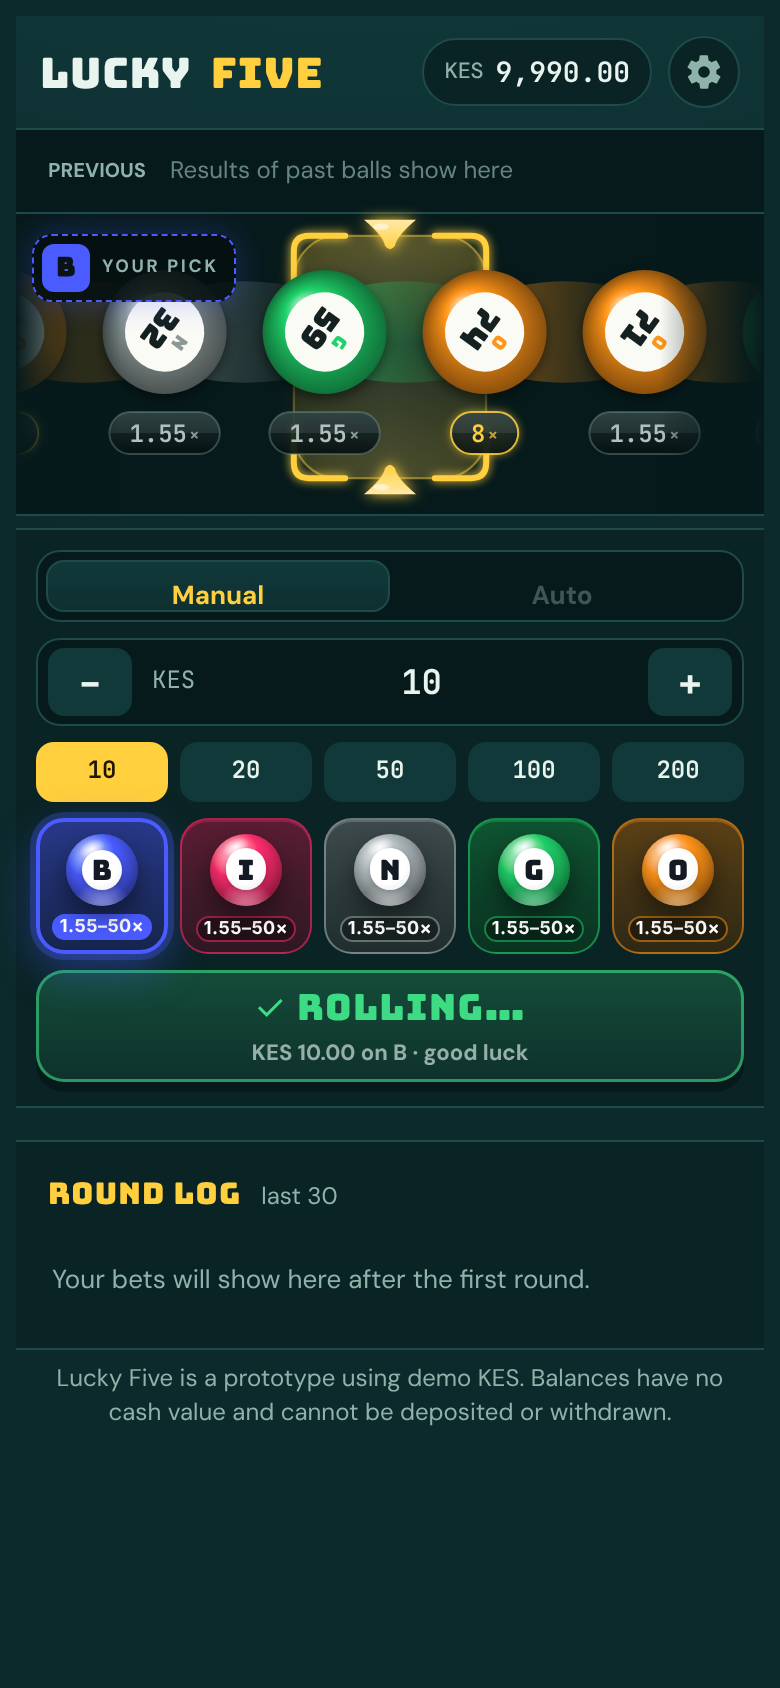 LUCKY FIVE
KES 9,990.00
PREVIOUS Results of past balls show here
B YOUR PICK
32 N
59 G
74 O
71 O
1.55×
1.55×
8×
1.55×
Manual
Auto
−
KES
10
+
10
20
50
100
200
B
I
N
G
O
1.55–50×
1.55–50×
1.55–50×
1.55–50×
1.55–50×
✓ ROLLING...
KES 10.00 on B · good luck
ROUND LOG last 30
Your bets will show here after the first round.
Lucky Five is a prototype using demo KES. Balances have no
cash value and cannot be deposited or withdrawn.